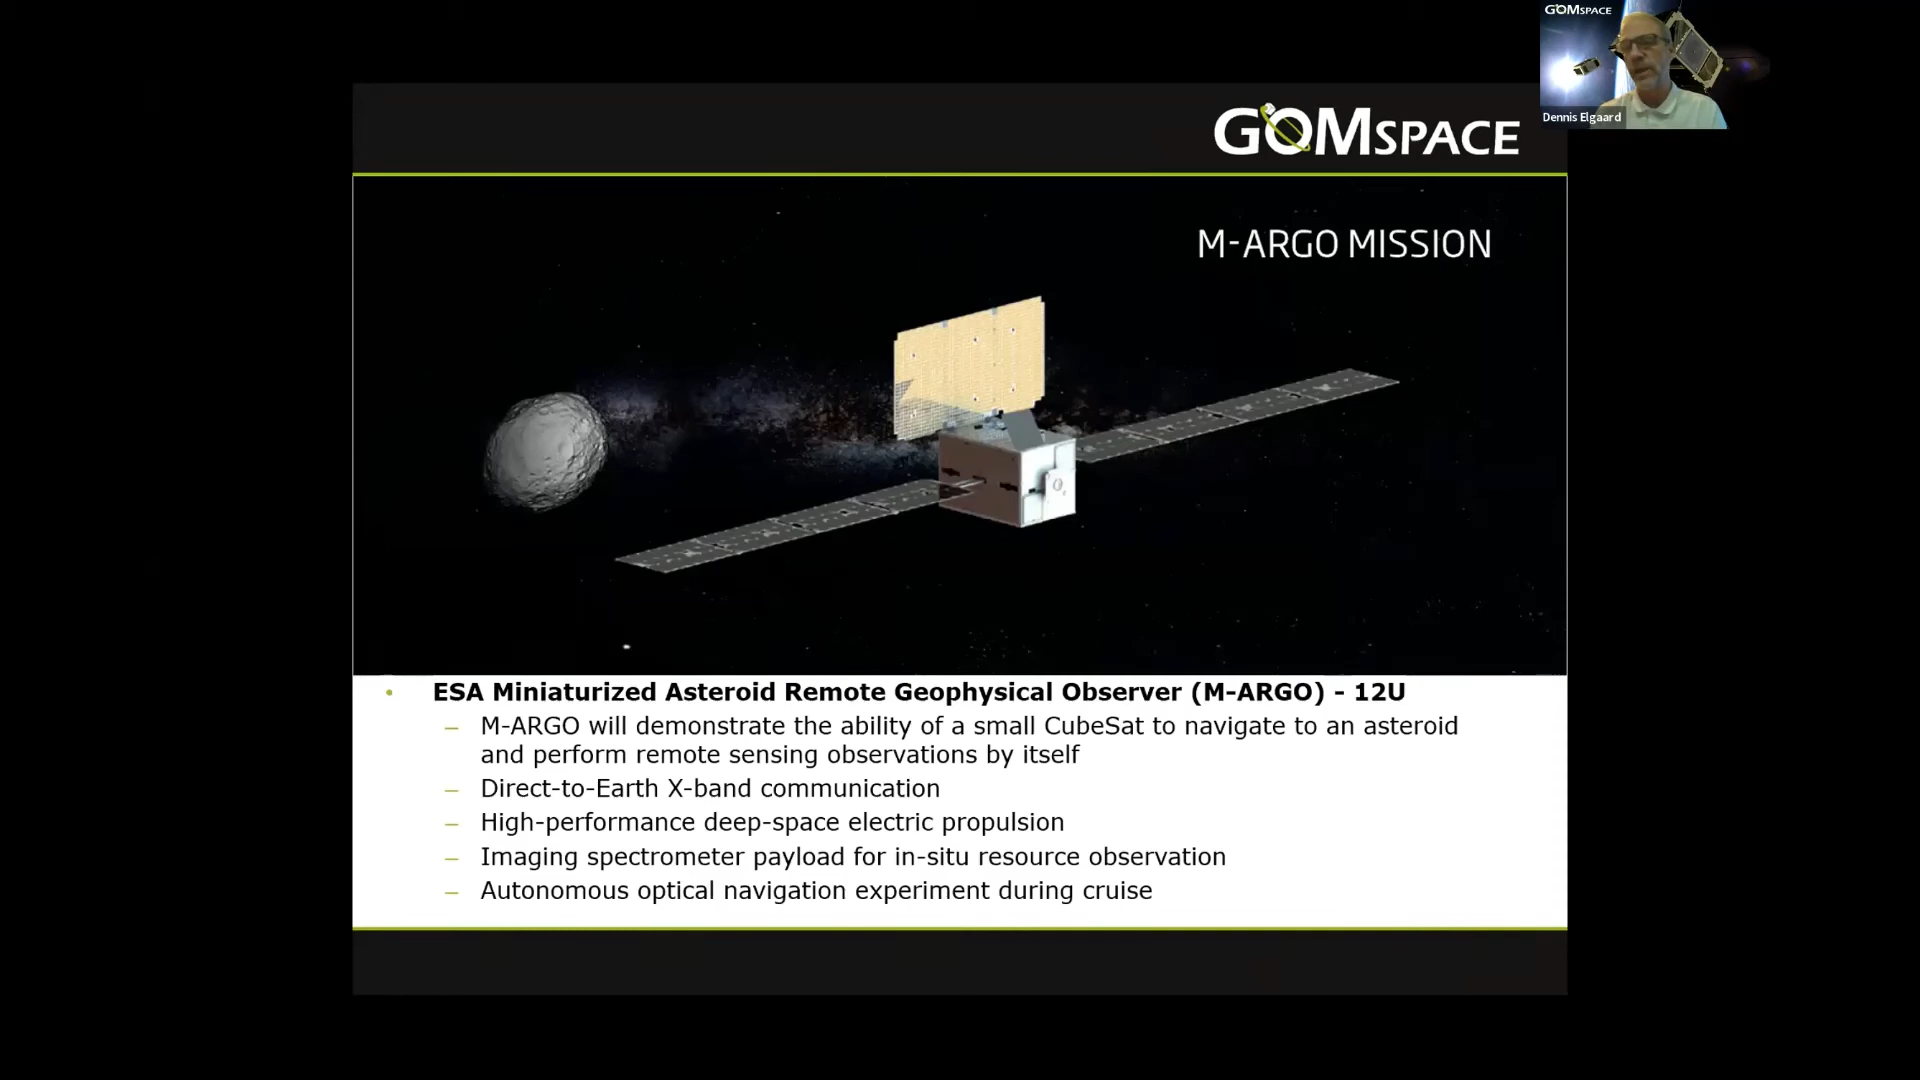 GOMSPACE
Dennis Elgaard
GOMSPACE
M-ARGO MISSION
• ESA Miniaturized Asteroid Remote Geophysical Observer (M-ARGO) - 12U
– M-ARGO will demonstrate the ability of a small CubeSat to navigate to an asteroid
and perform remote sensing observations by itself
– Direct-to-Earth X-band communication
– High-performance deep-space electric propulsion
– Imaging spectrometer payload for in-situ resource observation
– Autonomous optical navigation experiment during cruise